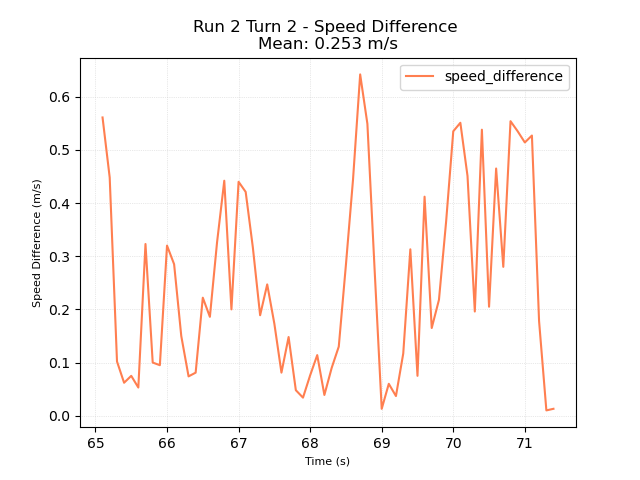 Run 2 Turn 2 - Speed Difference
Mean: 0.253 m/s
speed_difference
Speed Difference (m/s)
0.6
0.5
0.4
0.3
0.2
0.1
0.0
65 66 67 68 69 70 71
Time (s)